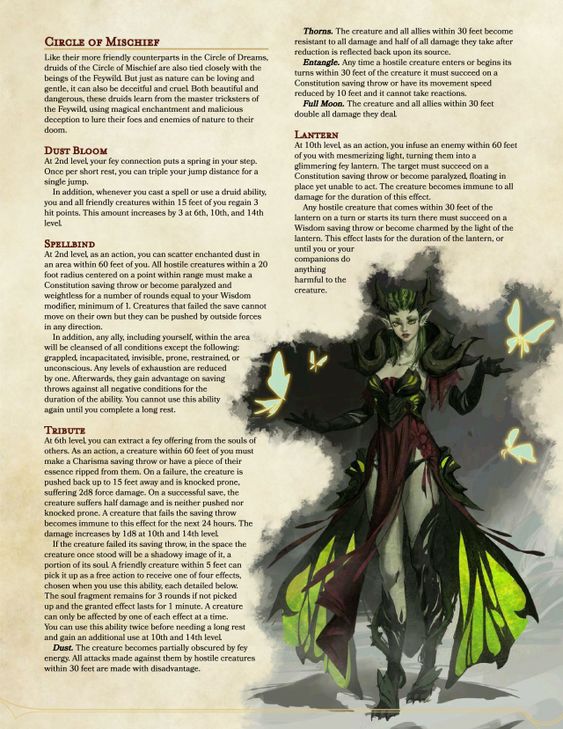 Circle of Mischief
Like their more friendly counterparts in the Circle of Dreams,
druids of the Circle of Mischief are also tied closely with the
beings of the Feywild. But just as nature can be loving and
gentle, it can also be deceitful and cruel. Both beautiful and
dangerous, these druids learn from the master tricksters of
the Feywild, using magical enchantment and malicious
deception to lure their foes and enemies of nature to their
doom.
Dust Bloom
At 2nd level, your fey connection puts a spring in your step.
Once per short rest, you can triple your jump distance for a
single jump.
In addition, whenever you cast a spell or use a druid ability,
you and all friendly creatures within 15 feet of you regain 3
hit points. This amount increases by 3 at 6th, 10th, and 14th
level.
Spellbind
At 2nd level, as an action, you can scatter enchanted dust in
an area within 60 feet of you. All hostile creatures within a 20
foot radius centered on a point within range must make a
Constitution saving throw or become paralyzed and
weightless for a number of rounds equal to your Wisdom
modifier, minimum of 1. Creatures that failed the save cannot
move on their own but they can be pushed by outside forces
in any direction.
In addition, any ally, including yourself, within the area
will be cleansed of all conditions except the following:
grappled, incapacitated, invisible, prone, restrained, or
unconscious. Any levels of exhaustion are reduced
by one. Afterwards, they gain advantage on saving
throws against all negative conditions for the
duration of the ability. You cannot use this ability
again until you complete a long rest.
Tribute
At 6th level, you can extract a fey offering from the souls of
others. As an action, a creature within 60 feet of you must
make a Charisma saving throw or have a piece of their
essence ripped from them. On a failure, the creature is
pushed back up to 15 feet away and is knocked prone,
suffering 2d8 force damage. On a successful save, the
creature suffers half damage and is neither pushed nor
knocked prone. A creature that fails the saving throw
becomes immune to this effect for the next 24 hours. The
damage increases by 1d8 at 10th and 14th level.
If the creature failed its saving throw, in the space the
creature once stood will be a shadowy image of it, a
portion of its soul. A friendly creature within 5 feet can
pick it up as a free action to receive one of four effects,
chosen when you use this ability, each detailed below.
The soul fragment remains for 3 rounds if not picked
up and the granted effect lasts for 1 minute. A creature
can only be affected by one of each effect at a time.
You can use this ability twice before needing a long rest
and gain an additional use at 10th and 14th level.
Dust. The creature becomes partially obscured by fey
energy. All attacks made against them by hostile creatures
within 30 feet are made with disadvantage.
Thorns. The creature and all allies within 30 feet become
resistant to all damage and half of all damage they take after
reduction is reflected back upon its source.
Entangle. Any time a hostile creature enters or begins its
turns within 30 feet of the creature it must succeed on a
Constitution saving throw or have its movement speed
reduced by 10 feet and it cannot take reactions.
Full Moon. The creature and all allies within 30 feet
double all damage they deal.
Lantern
At 10th level, as an action, you infuse an enemy within 60 feet
of you with mesmerizing light, turning them into a
glimmering fey lantern. The target must succeed on a
Constitution saving throw or become paralyzed, floating in
place yet unable to act. The creature becomes immune to all
damage for the duration of this effect.
Any hostile creature that comes within 30 feet of the
lantern on a turn or starts its turn there must succeed on a
Wisdom saving throw or become charmed by the light of the
lantern. This effect lasts for the duration of the lantern, or
until you or your
companions do
anything
harmful to the
creature.